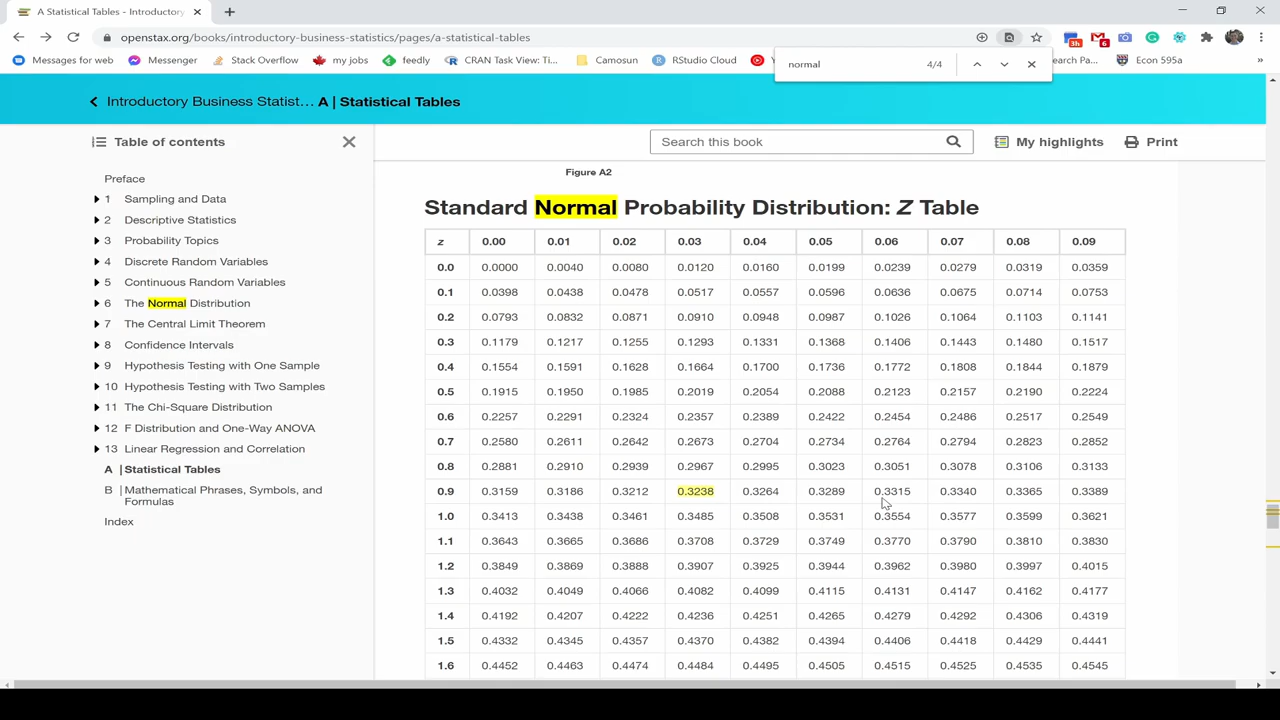 A Statistical Tables - Introductory
openstax.org/books/introductory-business-statistics/pages/a-statistical-tables
3h
6
Messages for web Messenger Stack Overflow my jobs feedly CRAN Task View: Ti... Camosun RStudio Cloud Econ 595a »
normal 4/4
Introductory Business Statist... A | Statistical Tables
Table of contents
Search this book
My highlights
Print
Preface
1 Sampling and Data
2 Descriptive Statistics
3 Probability Topics
4 Discrete Random Variables
5 Continuous Random Variables
6 The Normal Distribution
7 The Central Limit Theorem
8 Confidence Intervals
9 Hypothesis Testing with One Sample
10 Hypothesis Testing with Two Samples
11 The Chi-Square Distribution
12 F Distribution and One-Way ANOVA
13 Linear Regression and Correlation
A | Statistical Tables
B | Mathematical Phrases, Symbols, and
Formulas
Index
Figure A2
Standard Normal Probability Distribution: Z Table
z 0.00 0.01 0.02 0.03 0.04 0.05 0.06 0.07 0.08 0.09
0.0 0.0000 0.0040 0.0080 0.0120 0.0160 0.0199 0.0239 0.0279 0.0319 0.0359
0.1 0.0398 0.0438 0.0478 0.0517 0.0557 0.0596 0.0636 0.0675 0.0714 0.0753
0.2 0.0793 0.0832 0.0871 0.0910 0.0948 0.0987 0.1026 0.1064 0.1103 0.1141
0.3 0.1179 0.1217 0.1255 0.1293 0.1331 0.1368 0.1406 0.1443 0.1480 0.1517
0.4 0.1554 0.1591 0.1628 0.1664 0.1700 0.1736 0.1772 0.1808 0.1844 0.1879
0.5 0.1915 0.1950 0.1985 0.2019 0.2054 0.2088 0.2123 0.2157 0.2190 0.2224
0.6 0.2257 0.2291 0.2324 0.2357 0.2389 0.2422 0.2454 0.2486 0.2517 0.2549
0.7 0.2580 0.2611 0.2642 0.2673 0.2704 0.2734 0.2764 0.2794 0.2823 0.2852
0.8 0.2881 0.2910 0.2939 0.2967 0.2995 0.3023 0.3051 0.3078 0.3106 0.3133
0.9 0.3159 0.3186 0.3212 0.3238 0.3264 0.3289 0.3315 0.3340 0.3365 0.3389
1.0 0.3413 0.3438 0.3461 0.3485 0.3508 0.3531 0.3554 0.3577 0.3599 0.3621
1.1 0.3643 0.3665 0.3686 0.3708 0.3729 0.3749 0.3770 0.3790 0.3810 0.3830
1.2 0.3849 0.3869 0.3888 0.3907 0.3925 0.3944 0.3962 0.3980 0.3997 0.4015
1.3 0.4032 0.4049 0.4066 0.4082 0.4099 0.4115 0.4131 0.4147 0.4162 0.4177
1.4 0.4192 0.4207 0.4222 0.4236 0.4251 0.4265 0.4279 0.4292 0.4306 0.4319
1.5 0.4332 0.4345 0.4357 0.4370 0.4382 0.4394 0.4406 0.4418 0.4429 0.4441
1.6 0.4452 0.4463 0.4474 0.4484 0.4495 0.4505 0.4515 0.4525 0.4535 0.4545